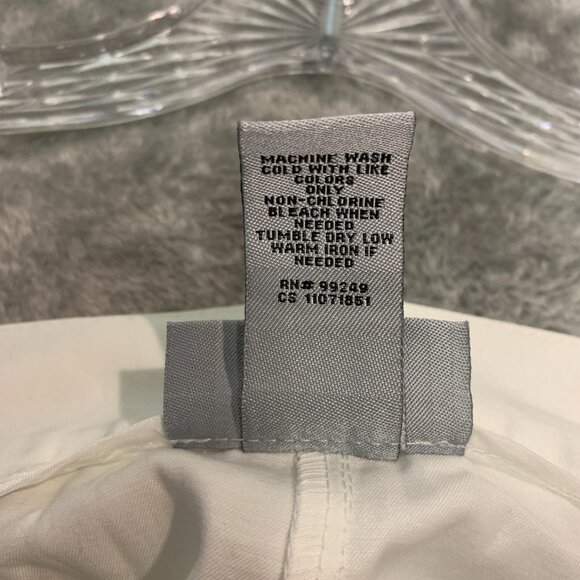 MACHINE WASH
COLD WITH LIKE
COLORS
ONLY
NON-CHLORINE
BLEACH WHEN
NEEDED
TUMBLE DRY LOW
WARM IRON IF
NEEDED
RN# 99249
CS 11071851